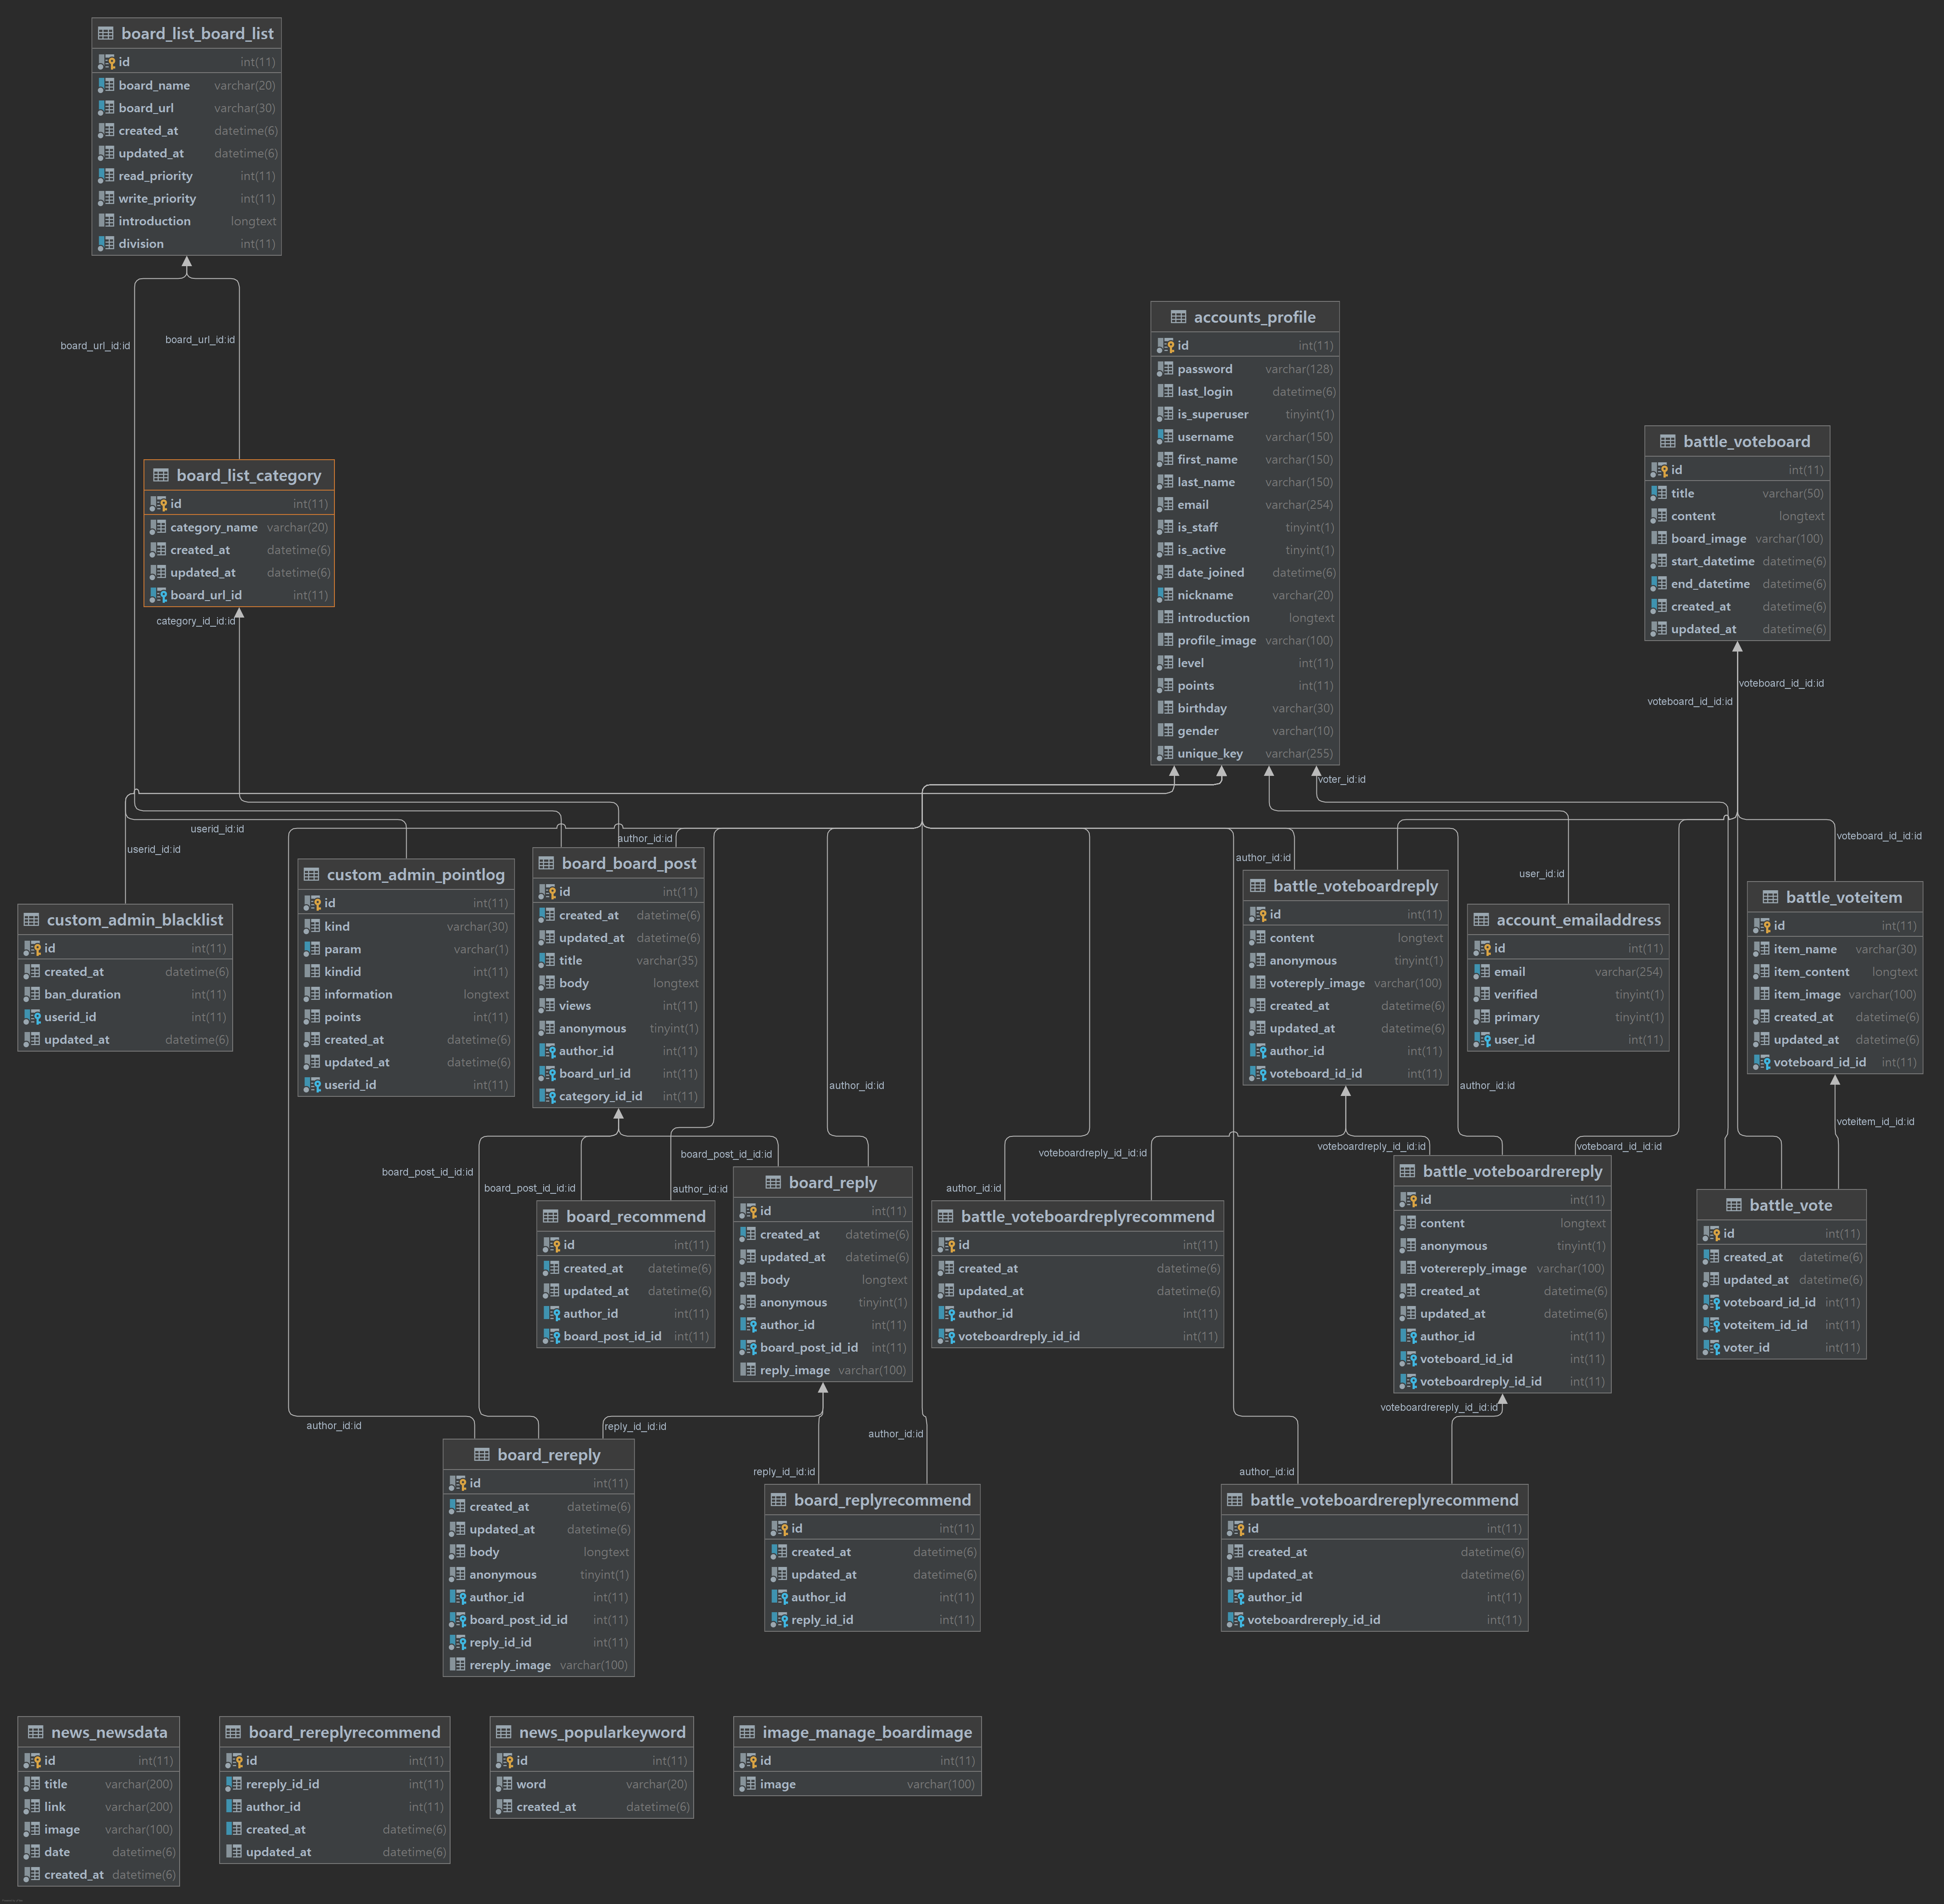 board_list_board_list
id int(11)
board_name varchar(20)
board_url varchar(30)
created_at datetime(6)
updated_at datetime(6)
read_priority int(11)
write_priority int(11)
introduction longtext
division int(11)
board_url_id:id
board_url_id:id
accounts_profile
id int(11)
password varchar(128)
last_login datetime(6)
is_superuser tinyint(1)
username varchar(150)
first_name varchar(150)
last_name varchar(150)
email varchar(254)
is_staff tinyint(1)
is_active tinyint(1)
date_joined datetime(6)
nickname varchar(20)
introduction longtext
profile_image varchar(100)
level int(11)
points int(11)
birthday varchar(30)
gender varchar(10)
unique_key varchar(255)
battle_voteboard
id int(11)
title varchar(50)
content longtext
board_image varchar(100)
start_datetime datetime(6)
end_datetime datetime(6)
created_at datetime(6)
updated_at datetime(6)
board_list_category
id int(11)
category_name varchar(20)
created_at datetime(6)
updated_at datetime(6)
board_url_id int(11)
category_id_id:id
voteboard_id_id:id
voteboard_id_id:id
voter_id:id
userid_id:id
userid_id:id
author_id:id
author_id:id
user_id:id
voteboard_id_id:id
custom_admin_blacklist
id int(11)
created_at datetime(6)
ban_duration int(11)
userid_id int(11)
updated_at datetime(6)
custom_admin_pointlog
id int(11)
kind varchar(30)
param varchar(1)
kindid int(11)
information longtext
points int(11)
created_at datetime(6)
updated_at datetime(6)
userid_id int(11)
board_board_post
id int(11)
created_at datetime(6)
updated_at datetime(6)
title varchar(35)
body longtext
views int(11)
anonymous tinyint(1)
author_id int(11)
board_url_id int(11)
category_id_id int(11)
battle_voteboardreply
id int(11)
content longtext
anonymous tinyint(1)
votereply_image varchar(100)
created_at datetime(6)
updated_at datetime(6)
author_id int(11)
voteboard_id_id int(11)
account_emailaddress
id int(11)
email varchar(254)
verified tinyint(1)
primary tinyint(1)
user_id int(11)
battle_voteitem
id int(11)
item_name varchar(30)
item_content longtext
item_image varchar(100)
created_at datetime(6)
updated_at datetime(6)
voteboard_id_id int(11)
author_id:id
author_id:id
voteitem_id_id:id
board_post_id_id:id
board_post_id_id:id
board_post_id_id:id
author_id:id
author_id:id
voteboardreply_id_id:id
voteboardreply_id_id:id
voteboard_id_id:id
board_recommend
id int(11)
created_at datetime(6)
updated_at datetime(6)
author_id int(11)
board_post_id_id int(11)
board_reply
id int(11)
created_at datetime(6)
updated_at datetime(6)
body longtext
anonymous tinyint(1)
author_id int(11)
board_post_id_id int(11)
reply_image varchar(100)
battle_voteboardreplyrecommend
id int(11)
created_at datetime(6)
updated_at datetime(6)
author_id int(11)
voteboardreply_id_id int(11)
battle_voteboardrereply
id int(11)
content longtext
anonymous tinyint(1)
voterereply_image varchar(100)
created_at datetime(6)
updated_at datetime(6)
author_id int(11)
voteboard_id_id int(11)
voteboardreply_id_id int(11)
battle_vote
id int(11)
created_at datetime(6)
updated_at datetime(6)
voteboard_id_id int(11)
voteitem_id_id int(11)
voter_id int(11)
author_id:id
reply_id_id:id
author_id:id
reply_id_id:id
voteboardrereply_id_id:id
author_id:id
board_rereply
id int(11)
created_at datetime(6)
updated_at datetime(6)
body longtext
anonymous tinyint(1)
author_id int(11)
board_post_id_id int(11)
reply_id_id int(11)
rereply_image varchar(100)
board_replyrecommend
id int(11)
created_at datetime(6)
updated_at datetime(6)
author_id int(11)
reply_id_id int(11)
battle_voteboardrereplyrecommend
id int(11)
created_at datetime(6)
updated_at datetime(6)
author_id int(11)
voteboardrereply_id_id int(11)
news_newsdata
id int(11)
title varchar(200)
link varchar(200)
image varchar(100)
date datetime(6)
created_at datetime(6)
board_rereplyrecommend
id int(11)
rereply_id_id int(11)
author_id int(11)
created_at datetime(6)
updated_at datetime(6)
news_popularkeyword
id int(11)
word varchar(20)
created_at datetime(6)
image_manage_boardimage
id int(11)
image varchar(100)